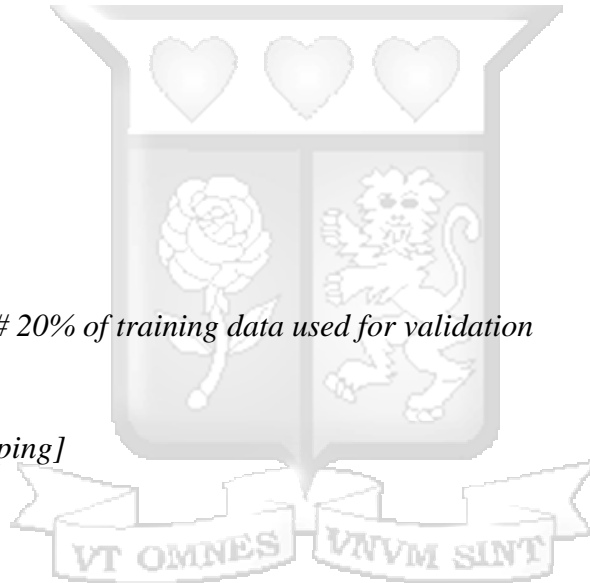 # 20% of training data used for validation
ping]
VT OMNES VNVM SINT